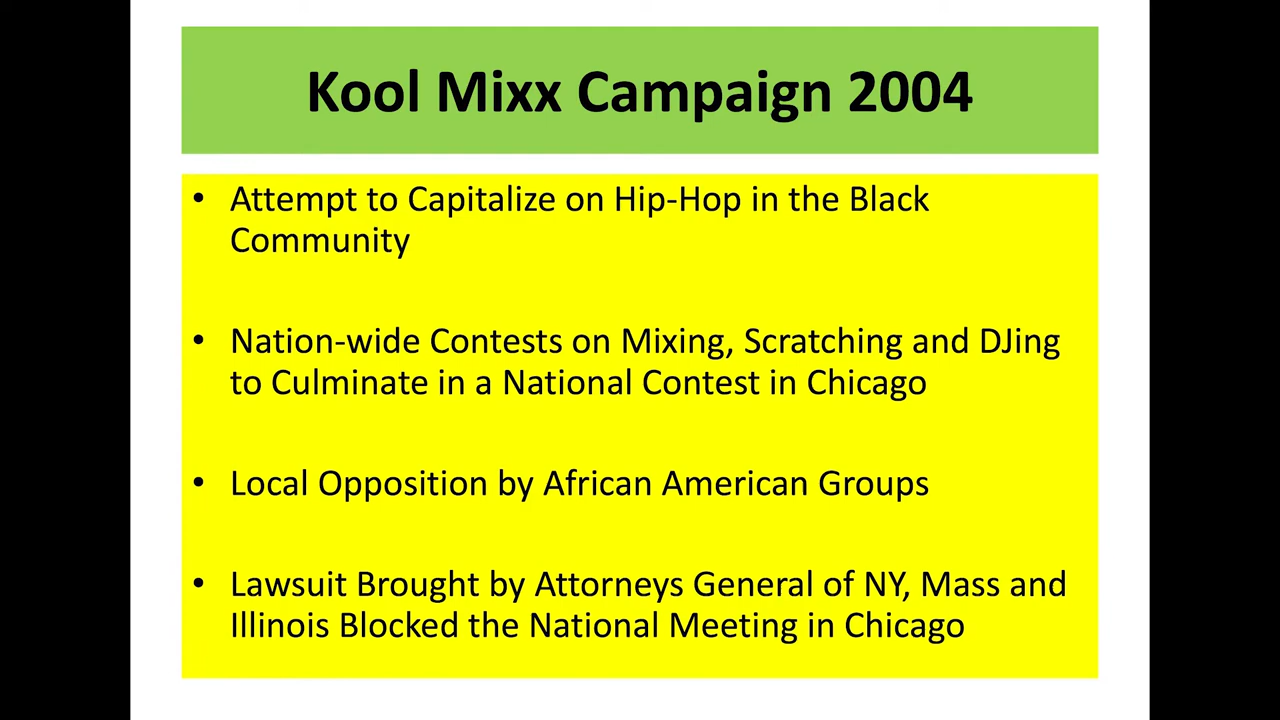 Kool Mixx Campaign 2004
• Attempt to Capitalize on Hip-Hop in the Black
Community
• Nation-wide Contests on Mixing, Scratching and DJing
to Culminate in a National Contest in Chicago
• Local Opposition by African American Groups
• Lawsuit Brought by Attorneys General of NY, Mass and
Illinois Blocked the National Meeting in Chicago